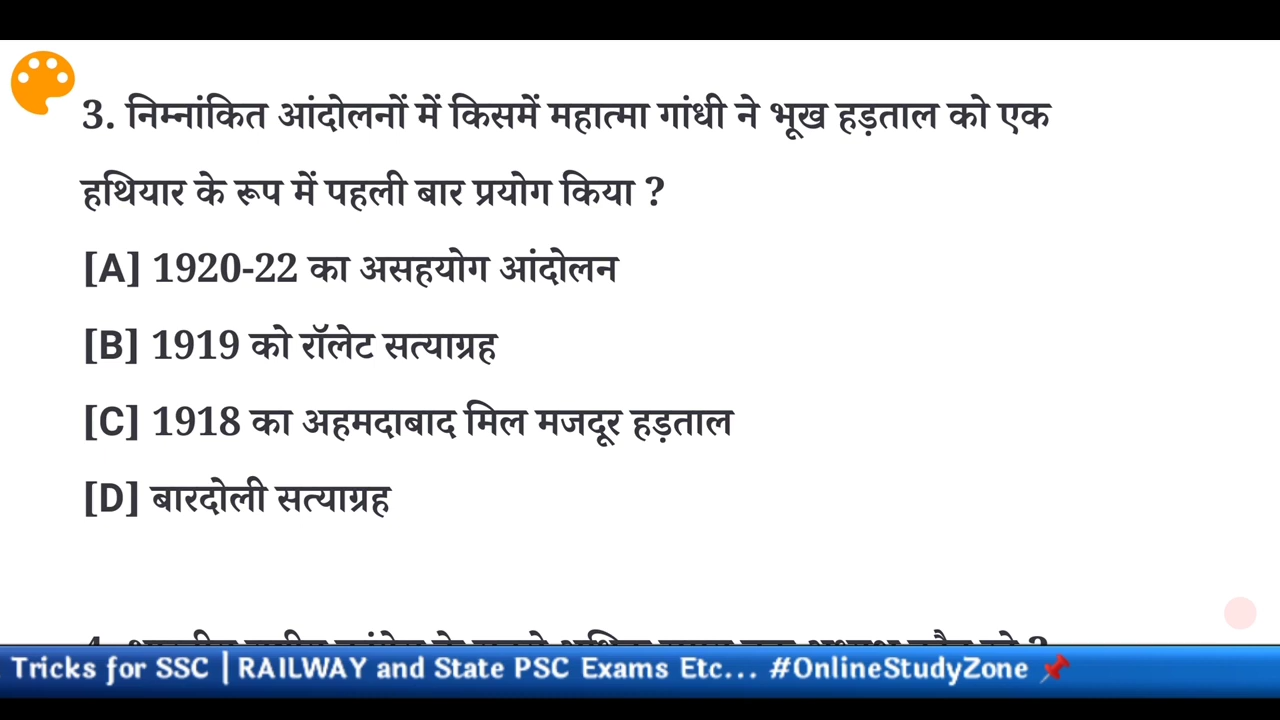 3. निम्नांकित आंदोलनों में किसमें महात्मा गांधी ने भूख हड़ताल को एक
हथियार के रूप में पहली बार प्रयोग किया ?
[A] 1920-22 का असहयोग आंदोलन
[B] 1919 को रॉलेट सत्याग्रह
[C] 1918 का अहमदाबाद मिल मजदूर हड़ताल
[D] बारदोली सत्याग्रह
Tricks for SSC | RAILWAY and State PSC Exams Etc... #OnlineStudyZone 📌